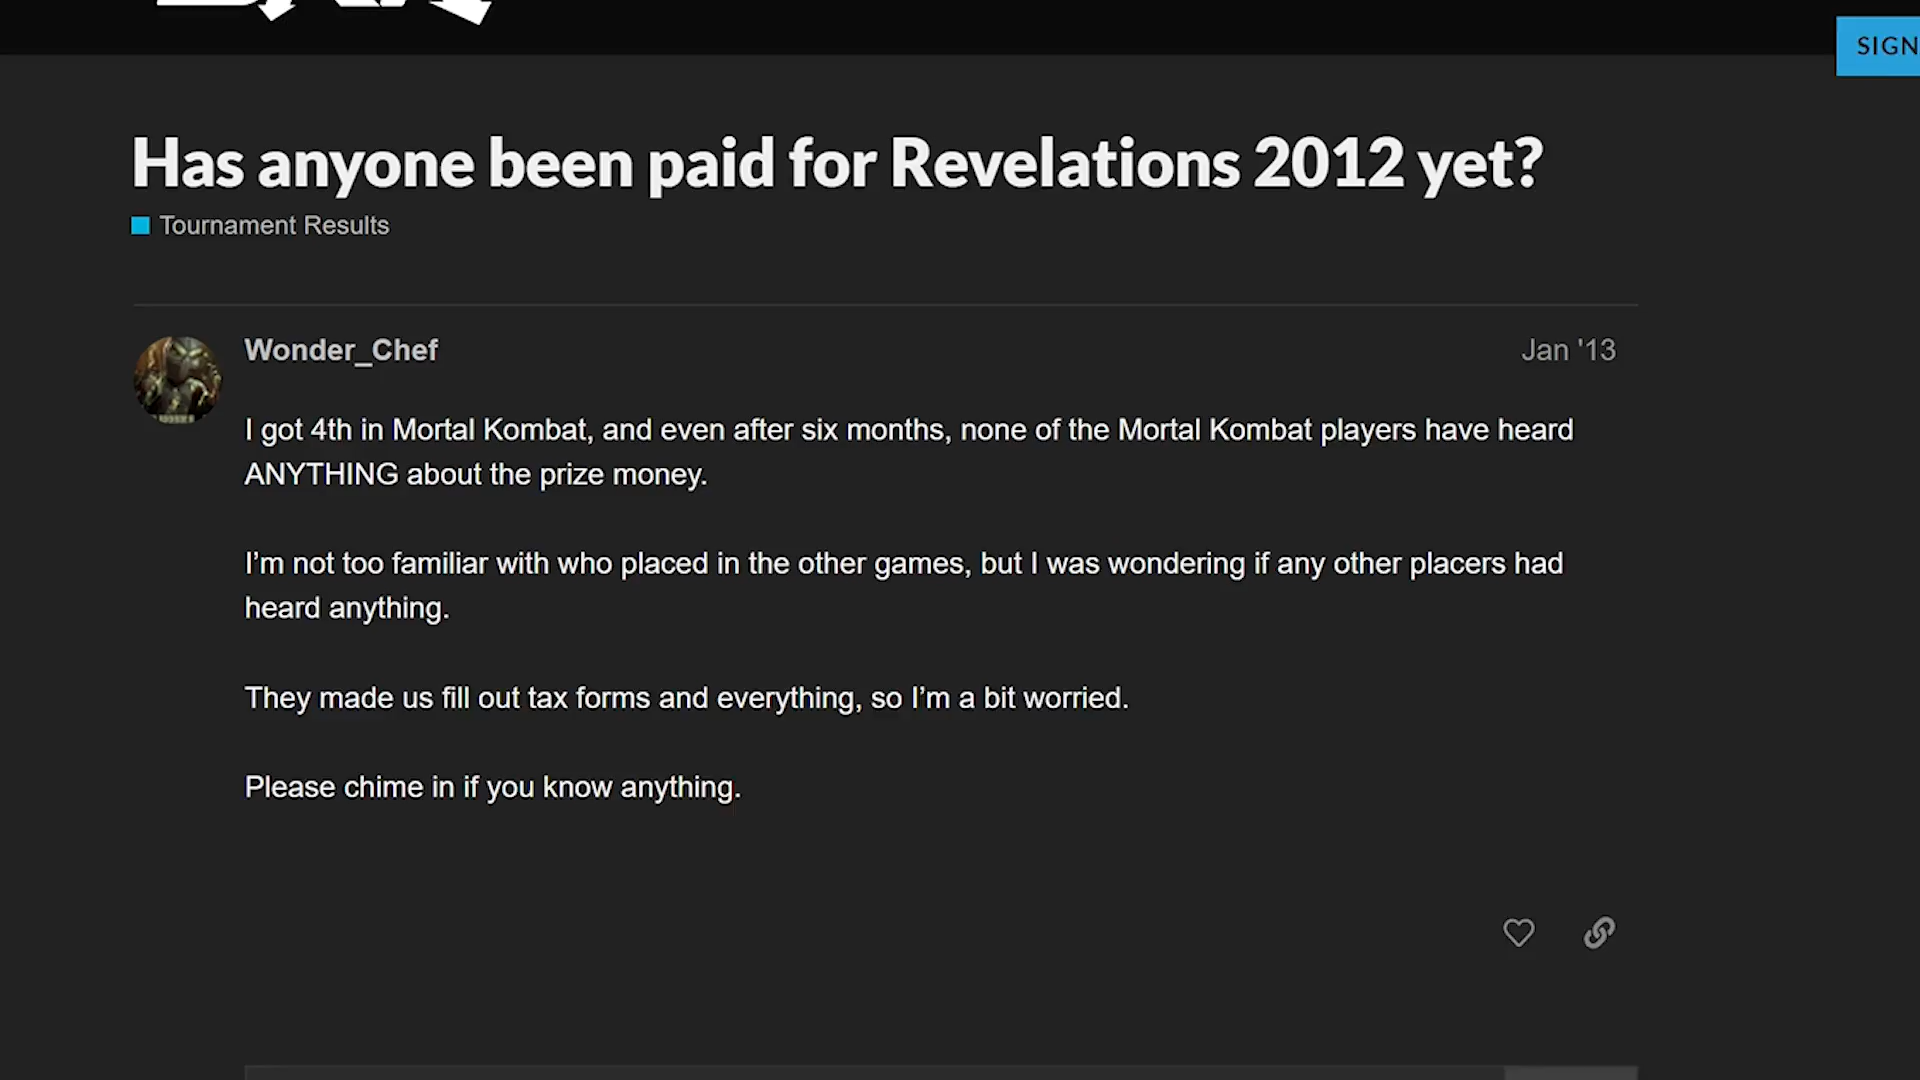 SIGN
Has anyone been paid for Revelations 2012 yet?
Tournament Results
Wonder_Chef
Jan '13
I got 4th in Mortal Kombat, and even after six months, none of the Mortal Kombat players have heard
ANYTHING about the prize money.
I’m not too familiar with who placed in the other games, but I was wondering if any other placers had
heard anything.
They made us fill out tax forms and everything, so I’m a bit worried.
Please chime in if you know anything.